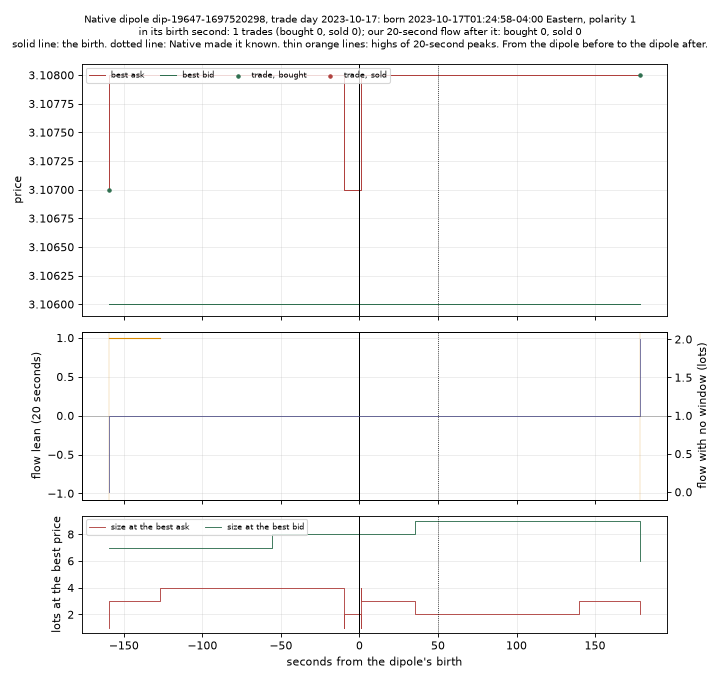 Native dipole dip-19647-1697520298, trade day 2023-10-17: born 2023-10-17T01:24:58-04:00 Eastern, polarity 1
in its birth second: 1 trades (bought 0, sold 0); our 20-second flow after it: bought 0, sold 0
solid line: the birth. dotted line: Native made it known. thin orange lines: highs of 20-second peaks. From the dipole before to the dipole after.
best ask best bid trade, bought trade, sold
3.10800
3.10775
3.10750
3.10725
3.10700
3.10675
3.10650
3.10625
3.10600
price
1.0
0.5
0.0
−0.5
−1.0
flow lean (20 seconds)
2.0
1.5
1.0
0.5
0.0
flow with no window (lots)
size at the best ask size at the best bid
8
6
4
2
lots at the best price
−150 −100 −50 0 50 100 150
seconds from the dipole's birth